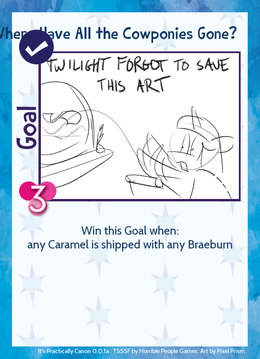 Where Have All the Cowponies Gone?
TWILIGHT FORGOT TO SAVE
THIS ART
Goal
3
Win this Goal when:
any Caramel is shipped with any Braeburn
It's Practically Canon 0.0.1a; TSSSF by Horrible People Games. Art by Pixel Prism.